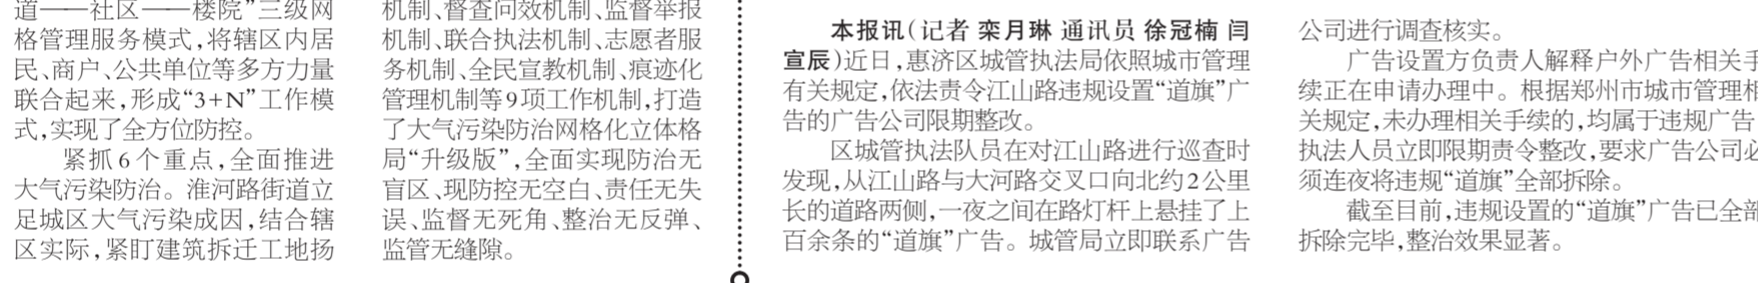 道——社区——楼院”三级网
格管理服务模式，将辖区内居
民、商户、公共单位等多方力量
联合起来，形成“3+N”工作模
式，实现了全方位防控。
紧抓6个重点，全面推进
大气污染防治。淮河路街道立
足城区大气污染成因，结合辖
区实际，紧盯建筑拆迁工地扬
机制、督查问效机制、监督举报
机制、联合执法机制、志愿者服
务机制、全民宣教机制、痕迹化
管理机制等9项工作机制，打造
了大气污染防治网格化立体格
局“升级版”，全面实现防治无
盲区、现防控无空白、责任无失
误、监督无死角、整治无反弹、
监管无缝隙。
本报讯（记者 栾月琳 通讯员 徐冠楠 闫
宣辰）近日，惠济区城管执法局依照城市管理
有关规定，依法责令江山路违规设置“道旗”广
告的广告公司限期整改。
区城管执法队员在对江山路进行巡查时
发现，从江山路与大河路交叉口向北约2公里
长的道路两侧，一夜之间在路灯杆上悬挂了上
百余条的“道旗”广告。城管局立即联系广告
公司进行调查核实。
广告设置方负责人解释户外广告相关手
续正在申请办理中。根据郑州市城市管理相
关规定，未办理相关手续的，均属于违规广告
执法人员立即限期责令整改，要求广告公司必
须连夜将违规“道旗”全部拆除。
截至目前，违规设置的“道旗”广告已全部
拆除完毕，整治效果显著。